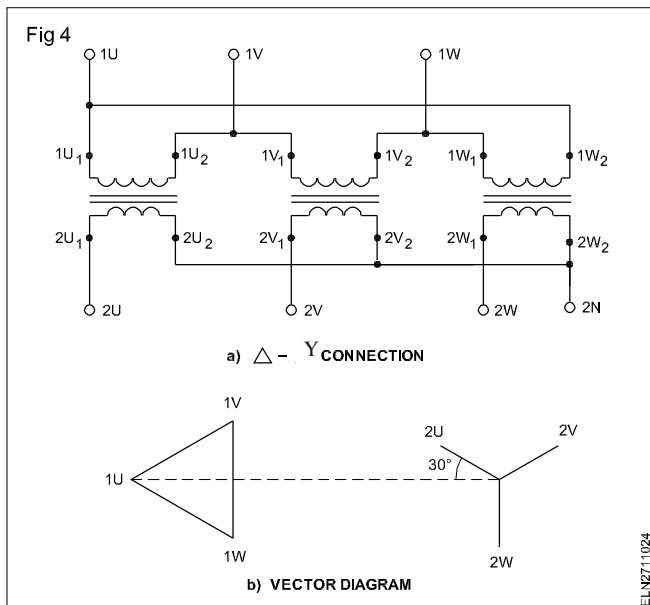 Fig 4
1U 1V 1W
1U1 1U2 1V1 1V2 1W1 1W2
2U1 2U2 2V1 2V2 2W1 2W2
2U 2V 2W 2N
a) △ – Y CONNECTION
1V
2U 2V
30°
1U
1W
2W
b) VECTOR DIAGRAM
ELN2711024